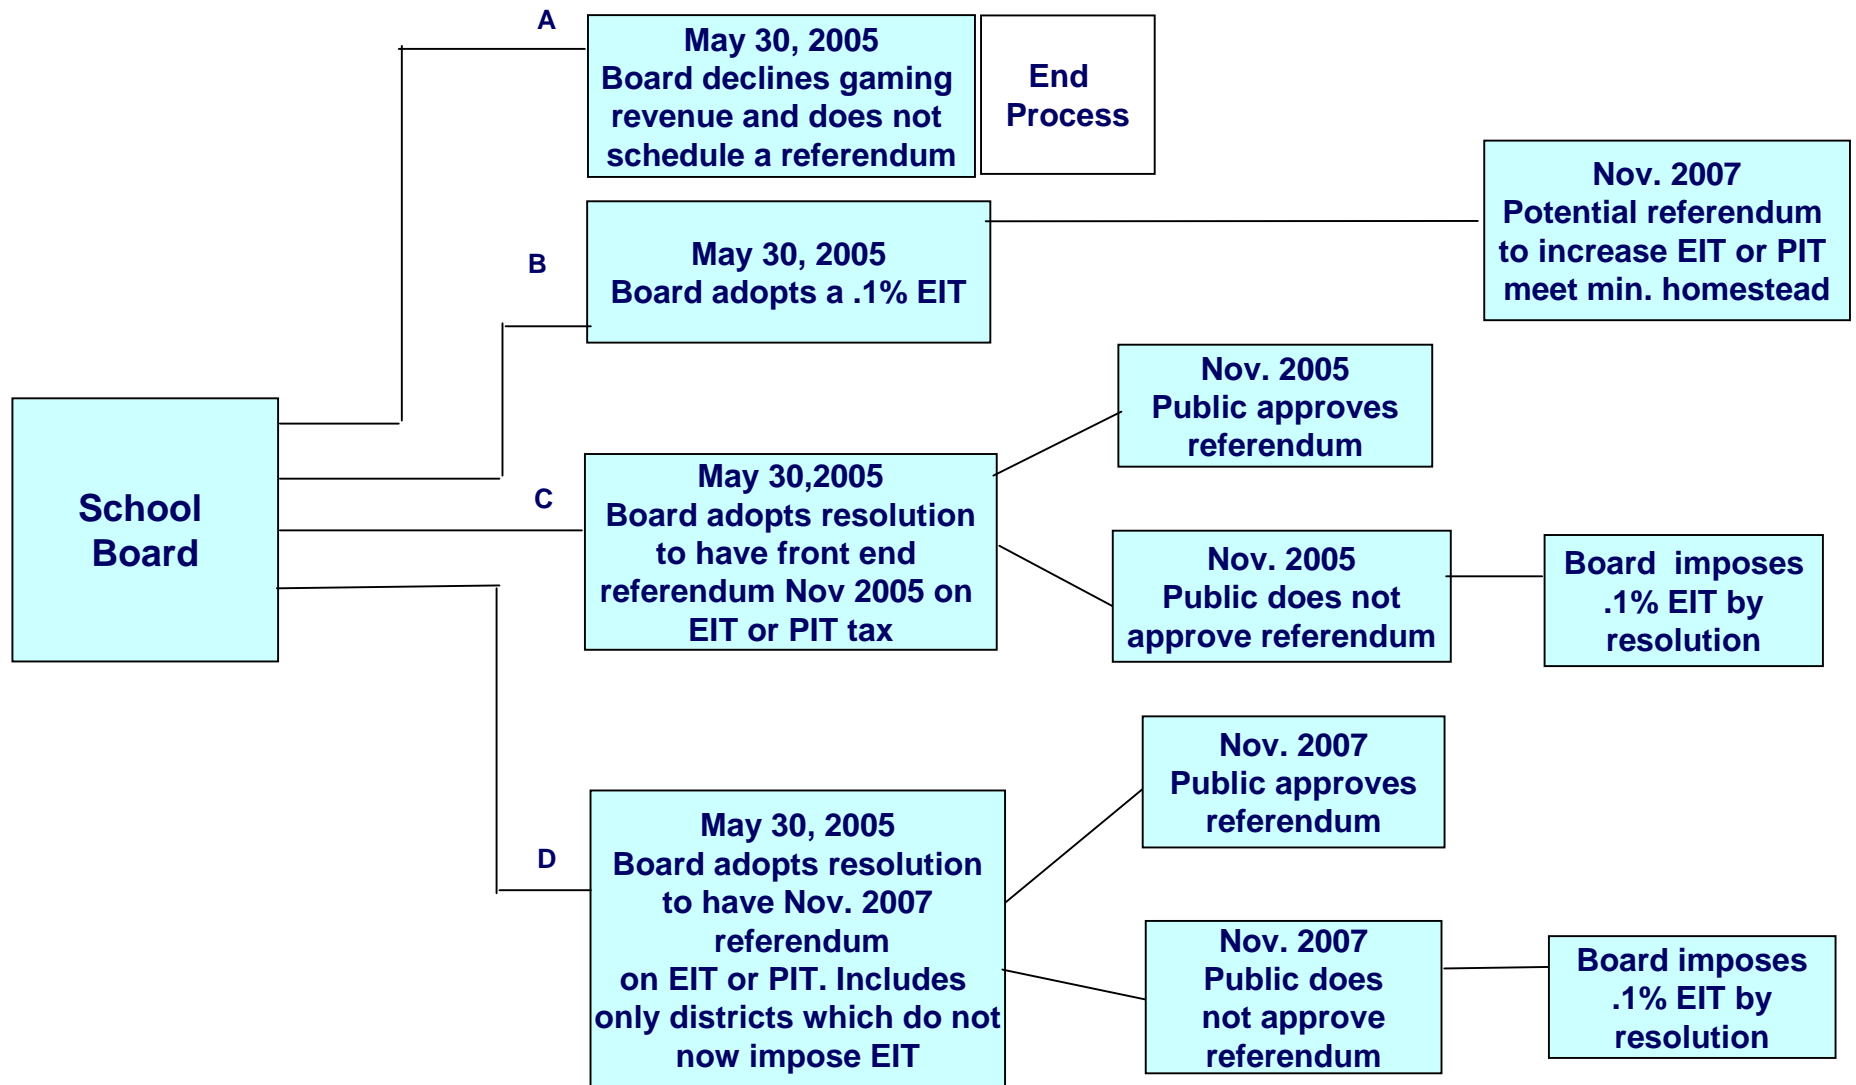 School
Board
A
May 30, 2005
Board declines gaming
revenue and does not
schedule a referendum
End
Process
B
May 30, 2005
Board adopts a .1% EIT
Nov. 2007
Potential referendum
to increase EIT or PIT
meet min. homestead
C
May 30,2005
Board adopts resolution
to have front end
referendum Nov 2005 on
EIT or PIT tax
Nov. 2005
Public approves
referendum
Nov. 2005
Public does not
approve referendum
Board imposes
.1% EIT by
resolution
D
May 30, 2005
Board adopts resolution
to have Nov. 2007
referendum
on EIT or PIT. Includes
only districts which do not
now impose EIT
Nov. 2007
Public approves
referendum
Nov. 2007
Public does
not approve
referendum
Board imposes
.1% EIT by
resolution